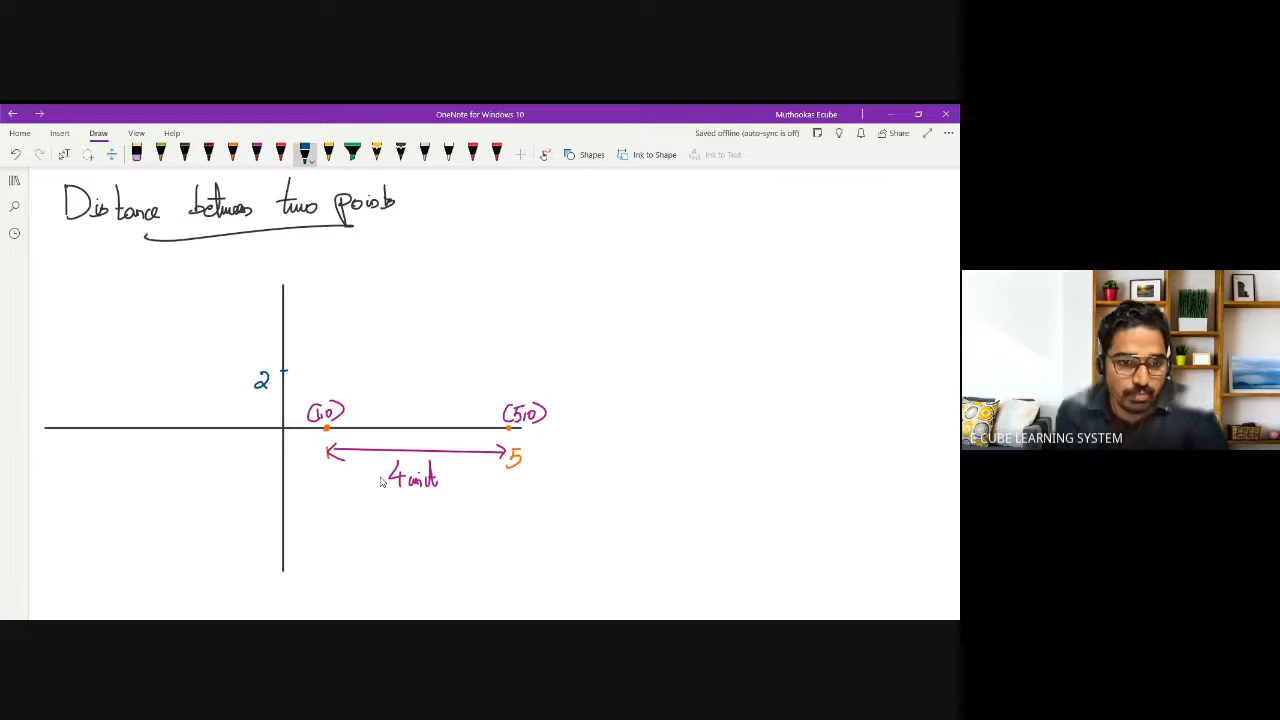 OneNote for Windows 10
Muthookas Ecube
Home Insert Draw View Help
Saved offline (auto-sync is off)
Share
Shapes
Ink to Shape
Ink to Text
Distance between two points
2
(1,0)
(5,0)
1
5
4 unit
E CUBE LEARNING SYSTEM